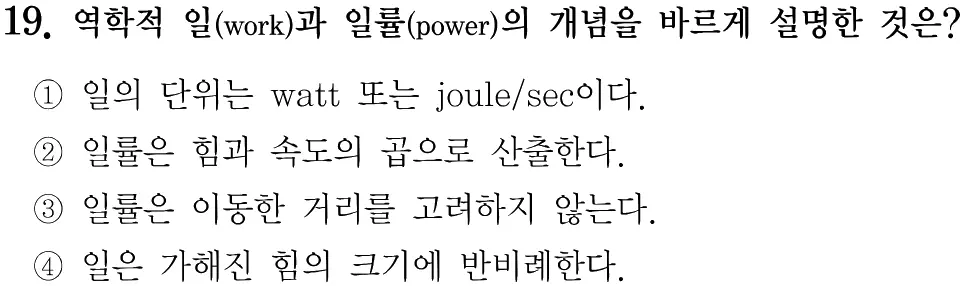 19. 역학적 일(work)과 일률(power)의 개념을 바르게 설명한 것은?
① 일의 단위는 watt 또는 joule/sec이다.
② 일률은 힘과 속도의 곱으로 산출한다.
③ 일률은 이동한 거리를 고려하지 않는다.
④ 일은 가해진 힘의 크기에 반비례한다.